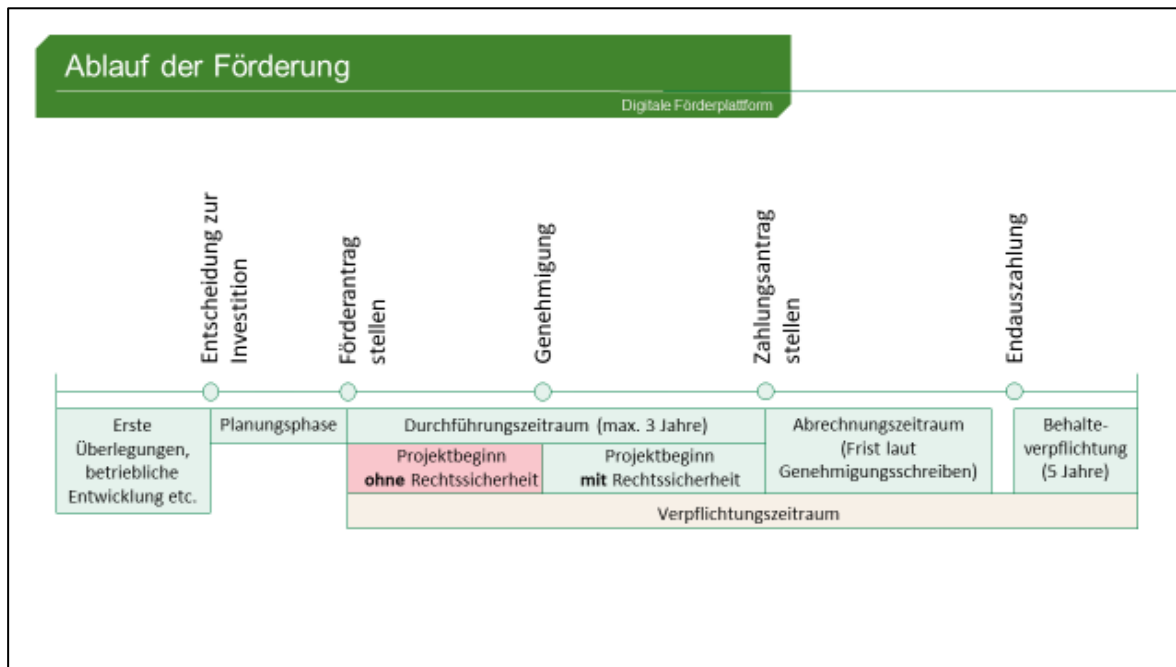 Ablauf der Förderung
Digitale Förderplattform
Entscheidung zur
Investition
Förderantrag
stellen
Genehmigung
Zahlungsantrag
stellen
Endauszahlung
Erste
Überlegungen,
betriebliche
Entwicklung etc.
Planungsphase
Durchführungszeitraum (max. 3 Jahre)
Projektbeginn
ohne Rechtssicherheit
Projektbeginn
mit Rechtssicherheit
Abrechnungszeitraum
(Frist laut
Genehmigungsschreiben)
Behalte-
verpflichtung
(5 Jahre)
Verpflichtungszeitraum